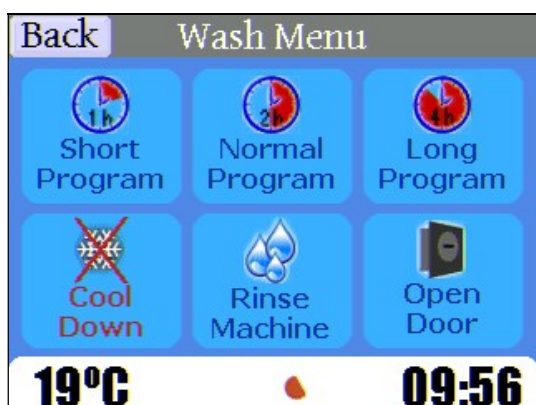 Back Wash Menu
1h 2h 4h
Short Normal Long
Program Program Program
Cool Rinse Open
Down Machine Door
19ºC 09:56